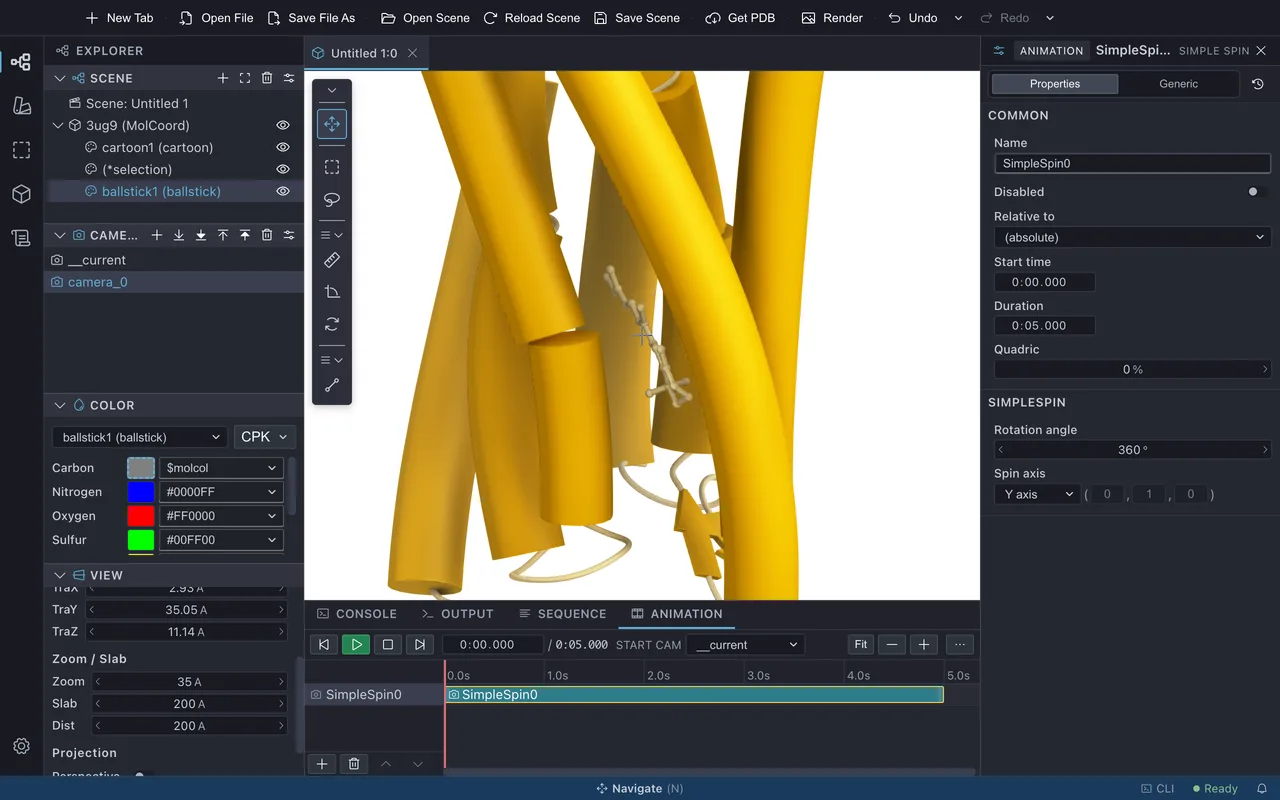 New Tab Open File Save File As Open Scene Reload Scene Save Scene Get PDB Render Undo Redo
EXPLORER
SCENE
Scene: Untitled 1
3ug9 (MolCoord)
cartoon1 (cartoon)
(*selection)
ballstick1 (ballstick)
CAME...
__current
camera_0
COLOR
ballstick1 (ballstick) CPK
Carbon $molcol
Nitrogen #0000FF
Oxygen #FF0000
Sulfur #00FF00
VIEW
TraX 2.93 A
TraY 35.05 A
TraZ 11.14 A
Zoom / Slab
Zoom 35 A
Slab 200 A
Dist 200 A
Projection
Perspective
Untitled 1:0
CONSOLE OUTPUT SEQUENCE ANIMATION
0:00.000 / 0:05.000 START CAM __current Fit
0.0s 1.0s 2.0s 3.0s 4.0s 5.0s
SimpleSpin0 SimpleSpin0
ANIMATION SimpleSpi... SIMPLE SPIN
Properties Generic
COMMON
Name
SimpleSpin0
Disabled
Relative to
(absolute)
Start time
0:00.000
Duration
0:05.000
Quadric
0 %
SIMPLESPIN
Rotation angle
360 °
Spin axis
Y axis ( 0 , 1 , 0 )
Navigate (N) CLI Ready